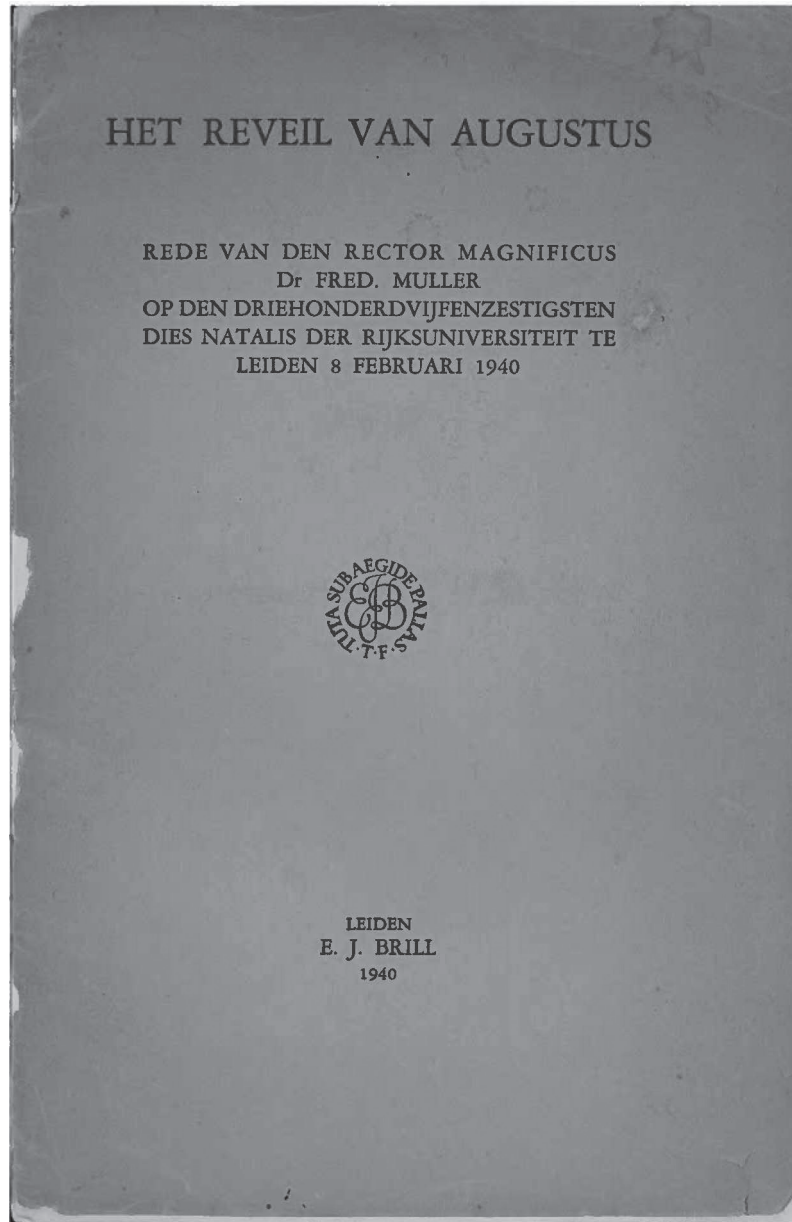 HET REVEIL VAN AUGUSTUS
REDE VAN DEN RECTOR MAGNIFICUS
Dr FRED. MULLER
OP DEN DRIEHONDERDVIJFENZESTIGSTEN
DIES NATALIS DER RIJKSUNIVERSITEIT TE
LEIDEN 8 FEBRUARI 1940
TUTA SUB AEGIDE PALLAS
EJB
·T·F·
LEIDEN
E. J. BRILL
1940